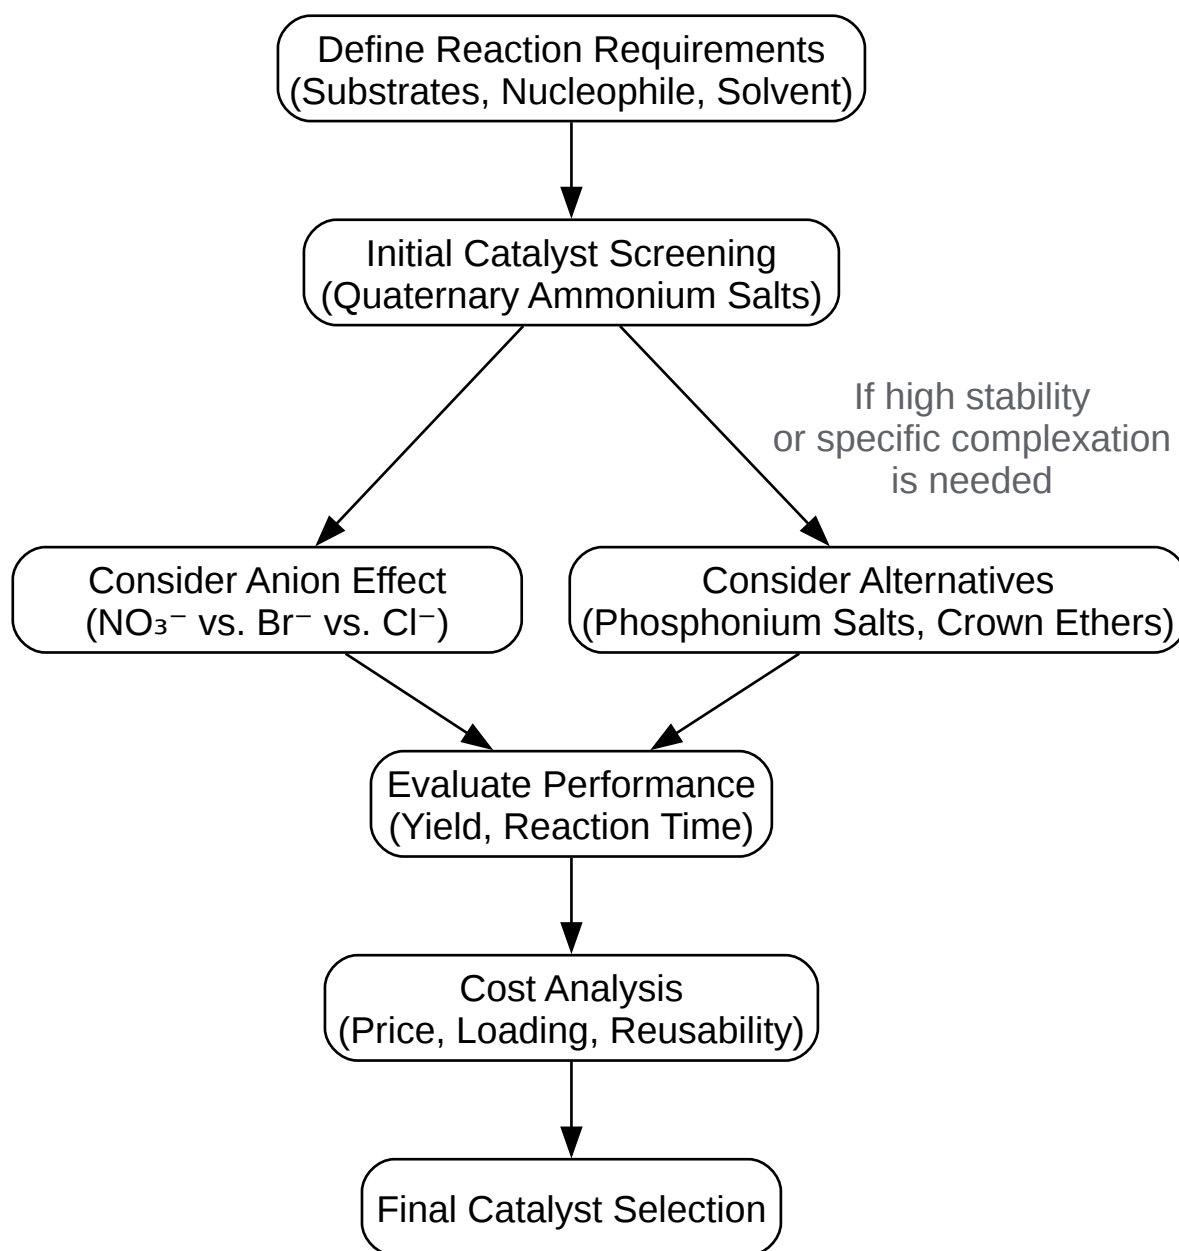 Define Reaction Requirements
(Substrates, Nucleophile, Solvent)
Initial Catalyst Screening
(Quaternary Ammonium Salts)
If high stability
or specific complexation
is needed
Consider Anion Effect
(NO₃⁻ vs. Br⁻ vs. Cl⁻)
Consider Alternatives
(Phosphonium Salts, Crown Ethers)
Evaluate Performance
(Yield, Reaction Time)
Cost Analysis
(Price, Loading, Reusability)
Final Catalyst Selection